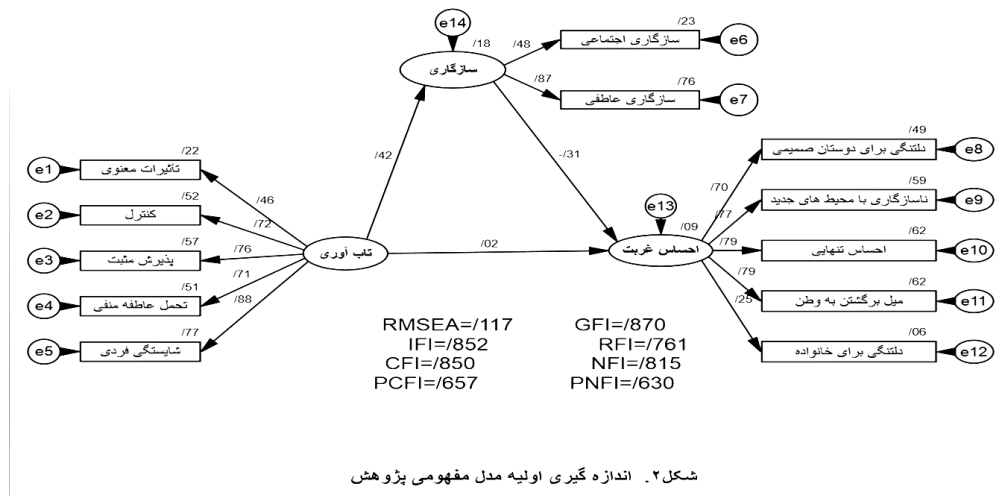 e14
/18
سازگاری
/48
/23
سازگاری اجتماعی
e6
/87
/76
سازگاری عاطفی
e7
/42
-/31
e1
/22
تأثیرات معنوی
/46
e2
/52
کنترل
/72
e3
/57
پذیرش مثبت
/76
e4
/51
تحمل عاطفه منفی
/71
e5
/77
شایستگی فردی
/88
تاب آوری
/02
e13
/09
احساس غربت
/70
/49
دلتنگی برای دوستان صمیمی
e8
/77
/59
ناسازگاری با محیط های جدید
e9
/79
/62
احساس تنهایی
e10
/79
/62
میل برگشتن به وطن
e11
/25
/06
دلتنگی برای خانواده
e12
RMSEA=/117 GFI=/870
IFI=/852 RFI=/761
CFI=/850 NFI=/815
PCFI=/657 PNFI=/630
شکل۲. اندازه گیری اولیه مدل مفهومی پژوهش